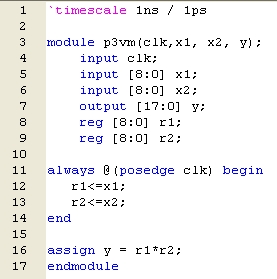 1 `timescale 1ns / 1ps
2
3 module p3vm(clk,x1, x2, y);
4 input clk;
5 input [8:0] x1;
6 input [8:0] x2;
7 output [17:0] y;
8 reg [8:0] r1;
9 reg [8:0] r2;
10
11 always @(posedge clk) begin
12 r1<=x1;
13 r2<=x2;
14 end
15
16 assign y = r1*r2;
17 endmodule